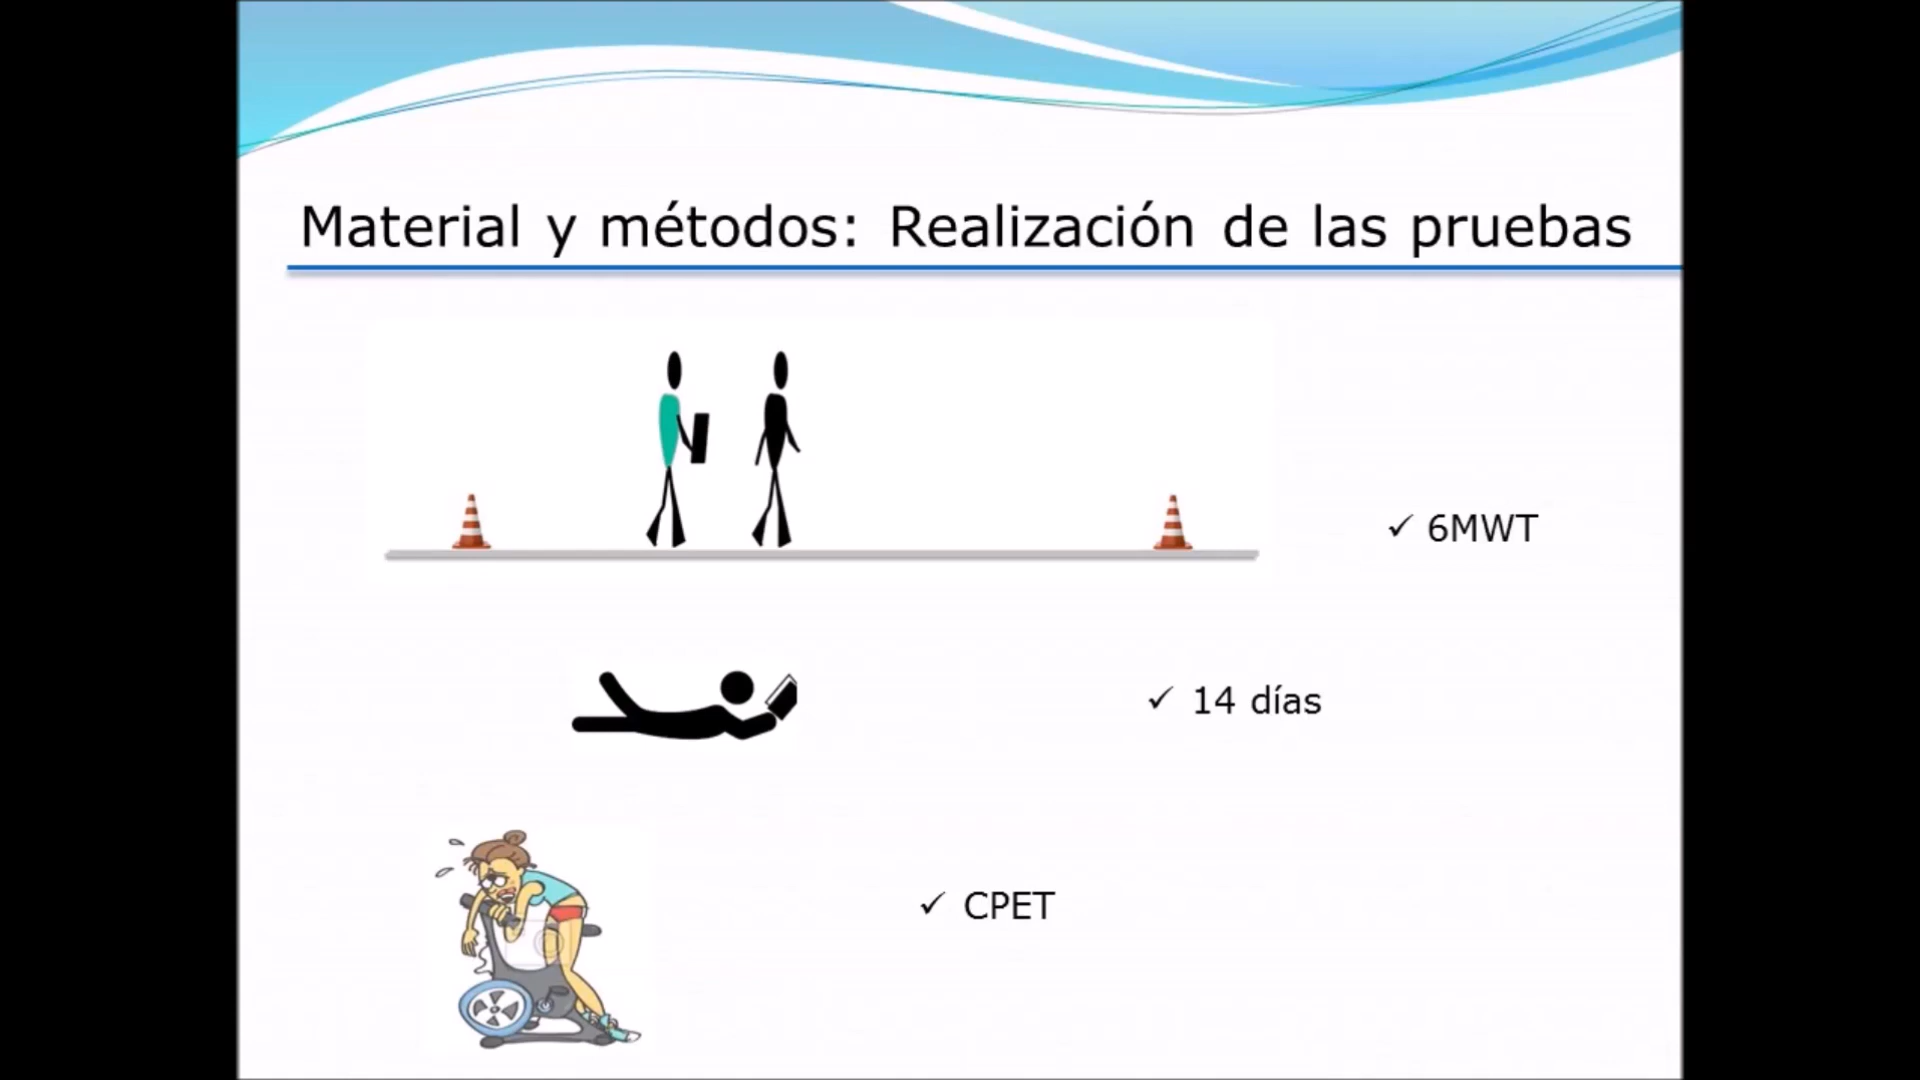 Material y métodos: Realización de las pruebas
✓ 6MWT
✓ 14 días
✓ CPET